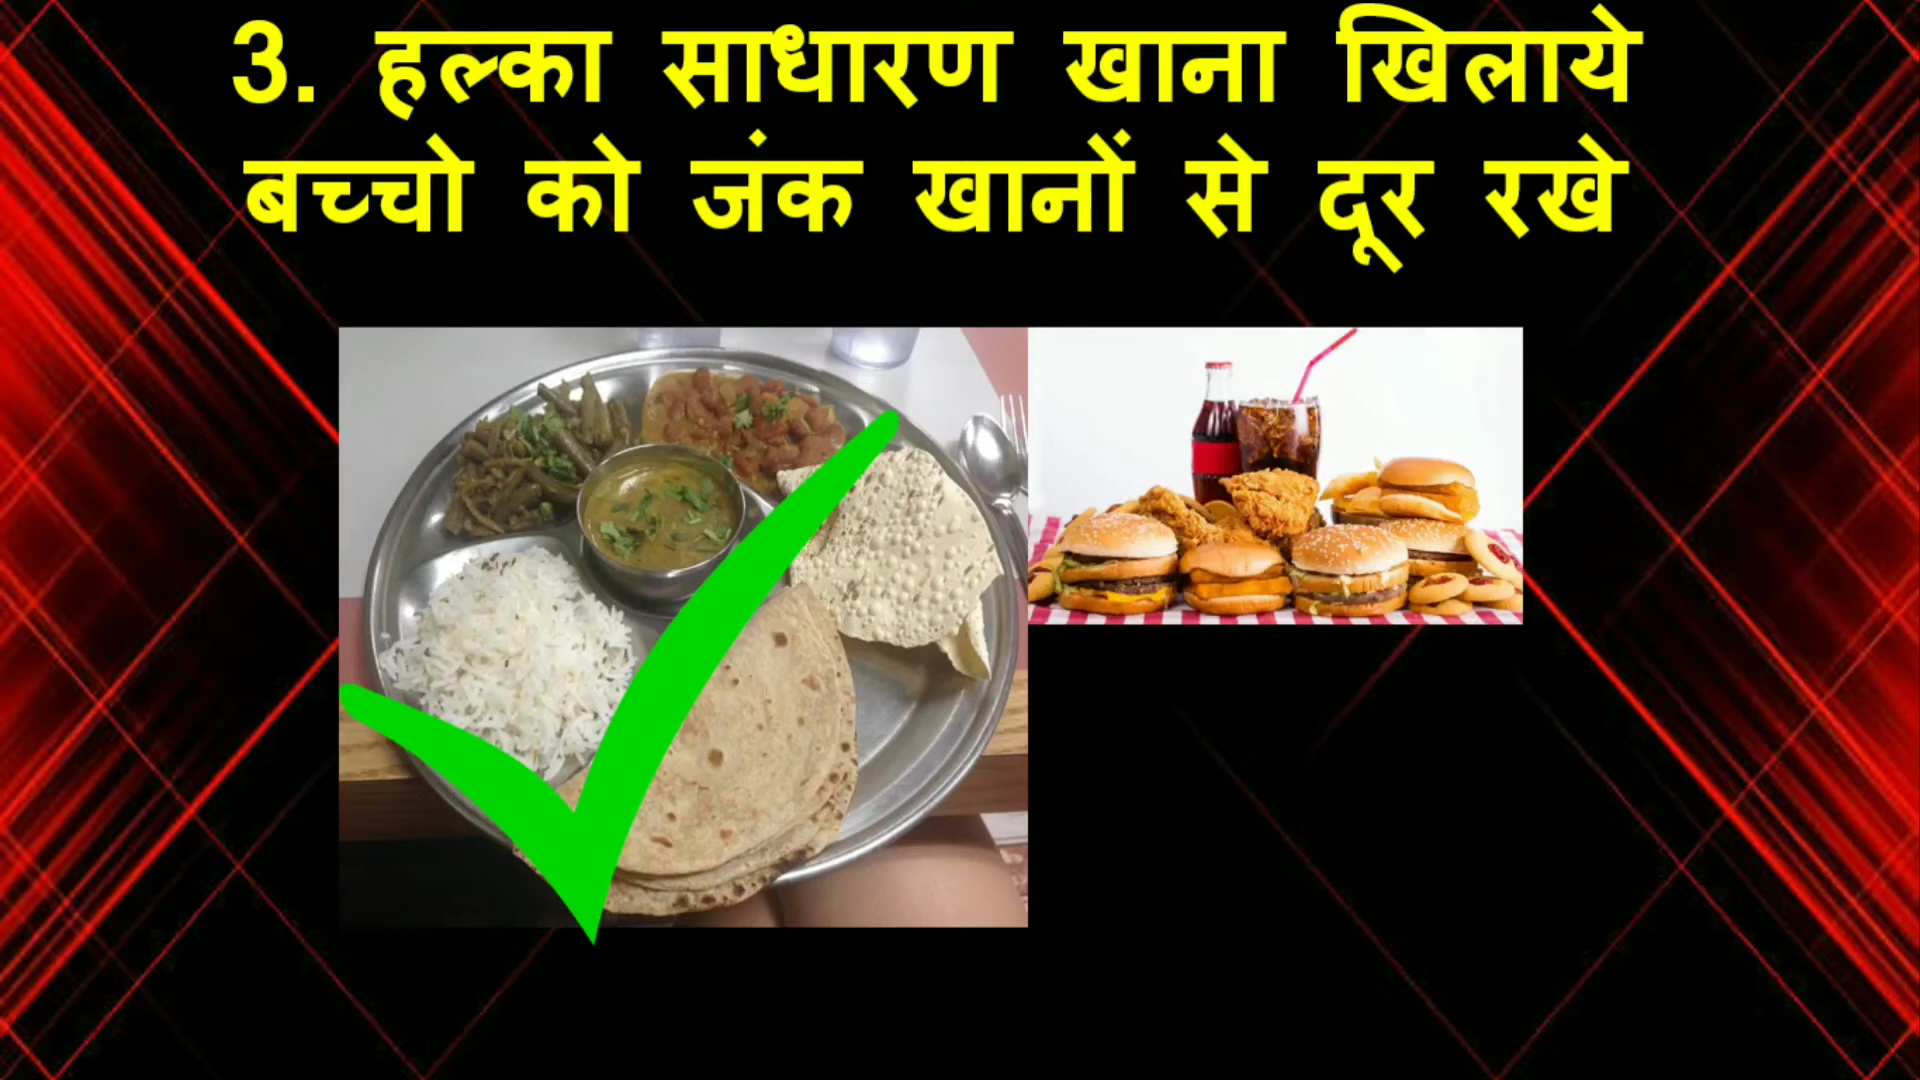 3. हल्का साधारण खाना खिलाये
बच्चो को जंक खानों से दूर रखे